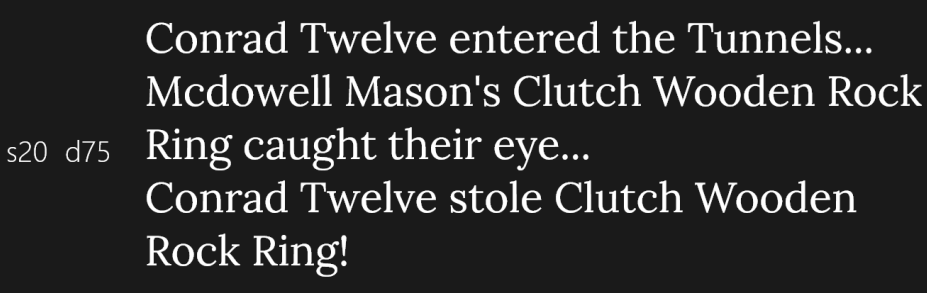 Conrad Twelve entered the Tunnels...
Mcdowell Mason's Clutch Wooden Rock
s20 d75 Ring caught their eye...
Conrad Twelve stole Clutch Wooden
Rock Ring!